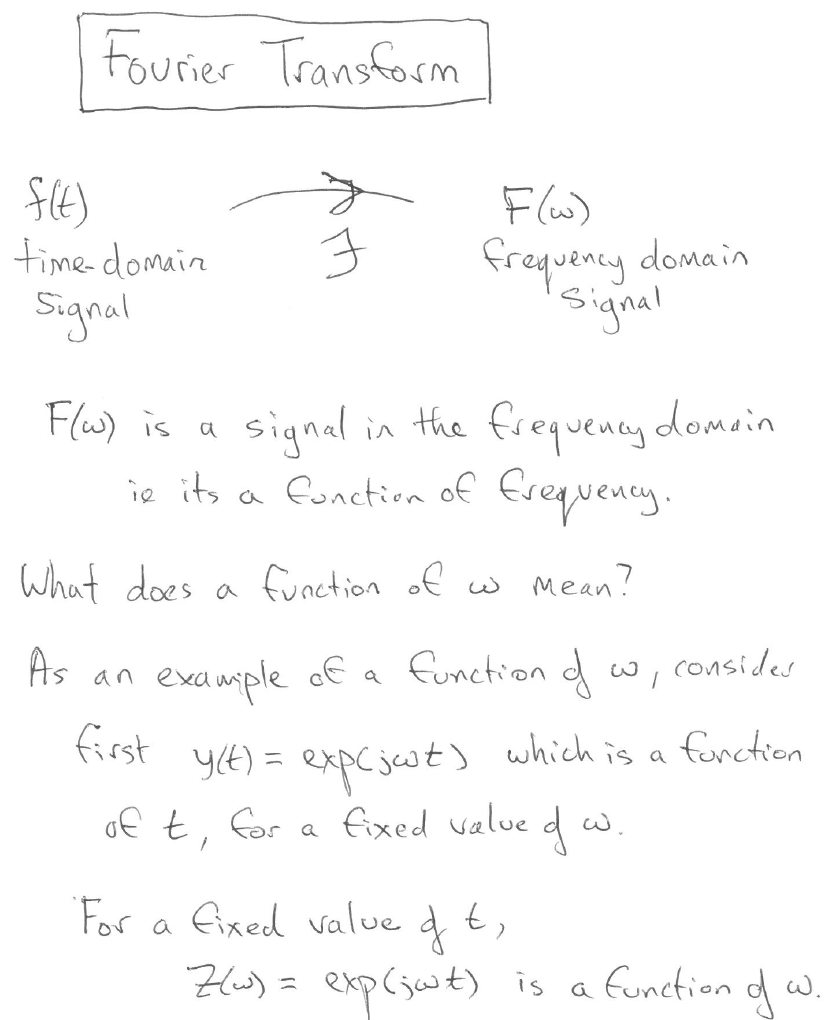 Fourier Transform
f(t) F(ω)
time-domain ℱ frequency domain
signal signal
F(ω) is a signal in the frequency domain
ie its a function of frequency.
What does a function of ω mean?
As an example of a function of ω, consider
first y(t) = exp(jωt) which is a function
of t, for a fixed value of ω.
For a fixed value of t,
Z(ω) = exp(jωt) is a function of ω.